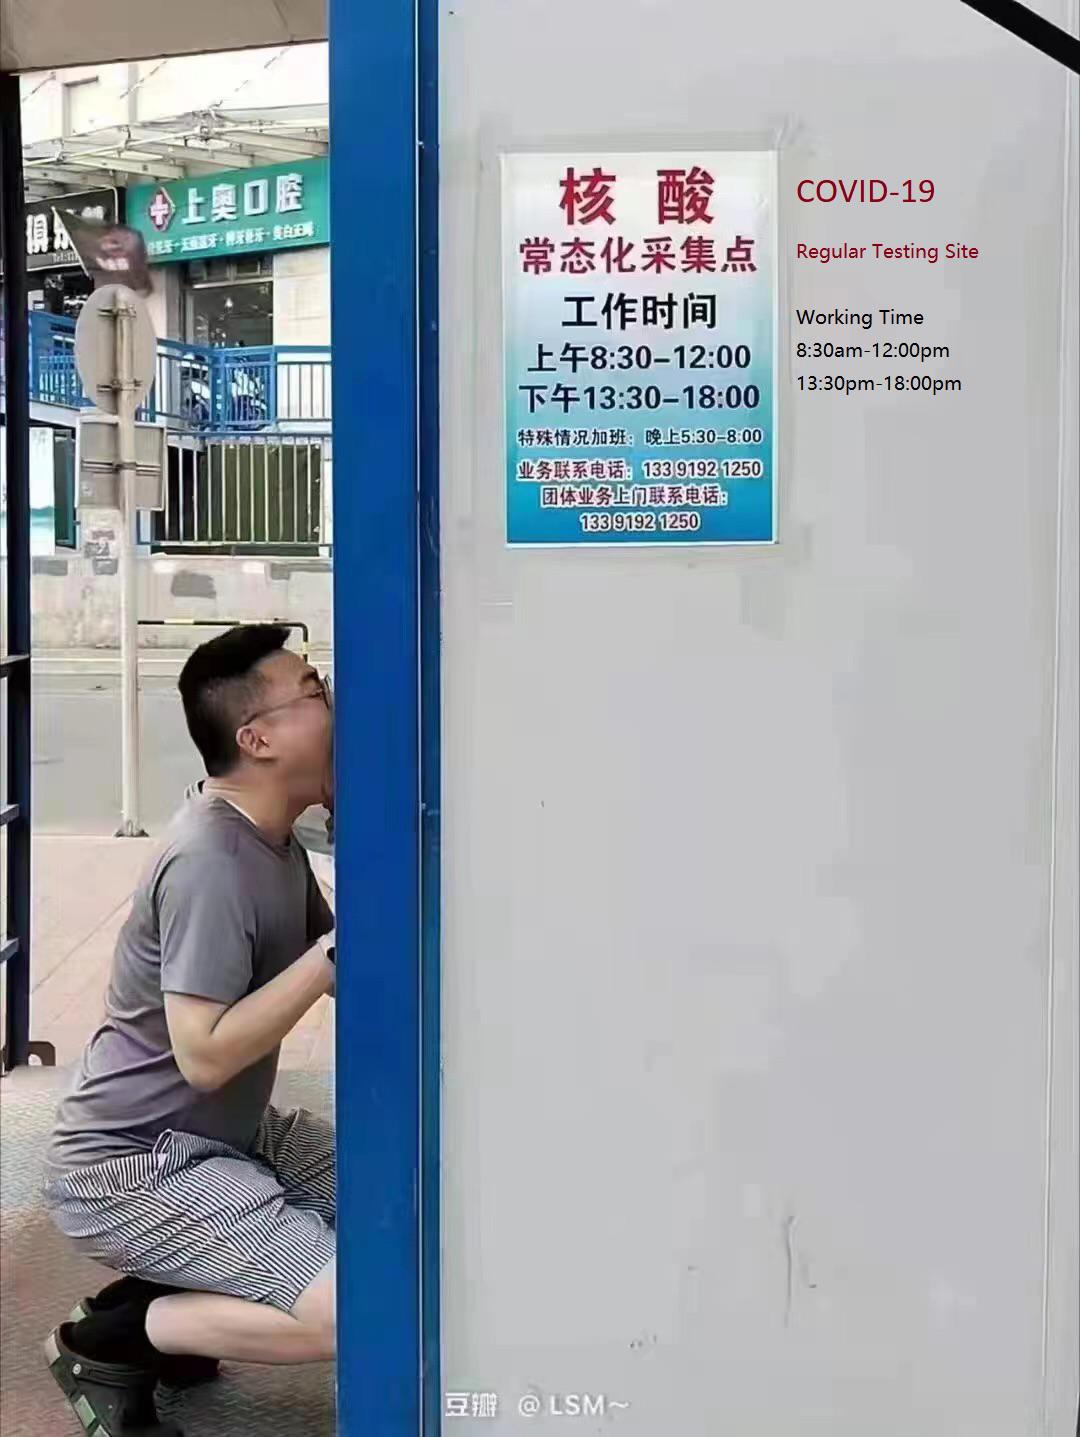 上奥口腔
核 酸
常态化采集点
工作时间
上午8:30-12:00
下午13:30-18:00
特殊情况加班：晚上5:30-8:00
业务联系电话：133 9192 1250
团体业务上门联系电话：
133 9192 1250
COVID-19
Regular Testing Site
Working Time
8:30am-12:00pm
13:30pm-18:00pm
豆瓣 @LSM~